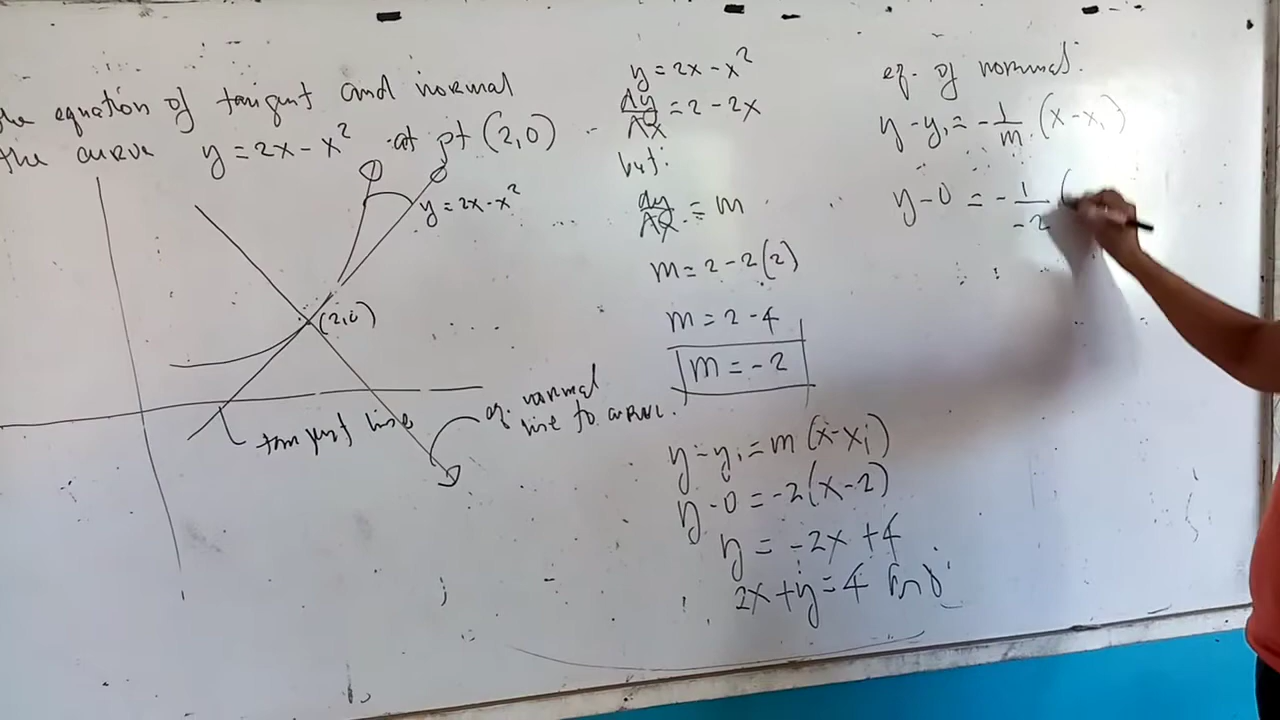 the equation of tangent and normal
the curve y = 2x - x² at pt (2,0)
y = 2x - x²
(2,0)
tangent line
eq. normal
line to curve.
y = 2x - x²
dy/dx = 2 - 2x
but:
dy/dx = m
m = 2 - 2(2)
m = 2 - 4
m = -2
y - y₁ = m (x - x₁)
y - 0 = -2(x - 2)
y = -2x + 4
2x + y = 4 ans.
eq. of normal:
y - y₁ = -1/m (x - x₁)
y - 0 = -1/-2 (